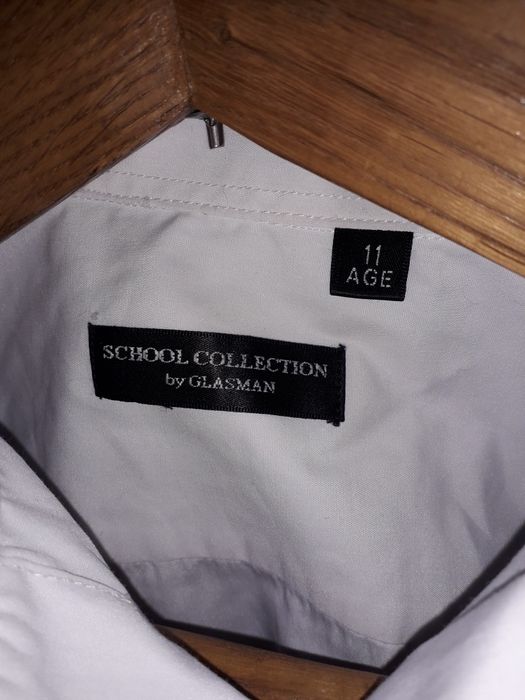 11
AGE
SCHOOL COLLECTION
by GLASMAN